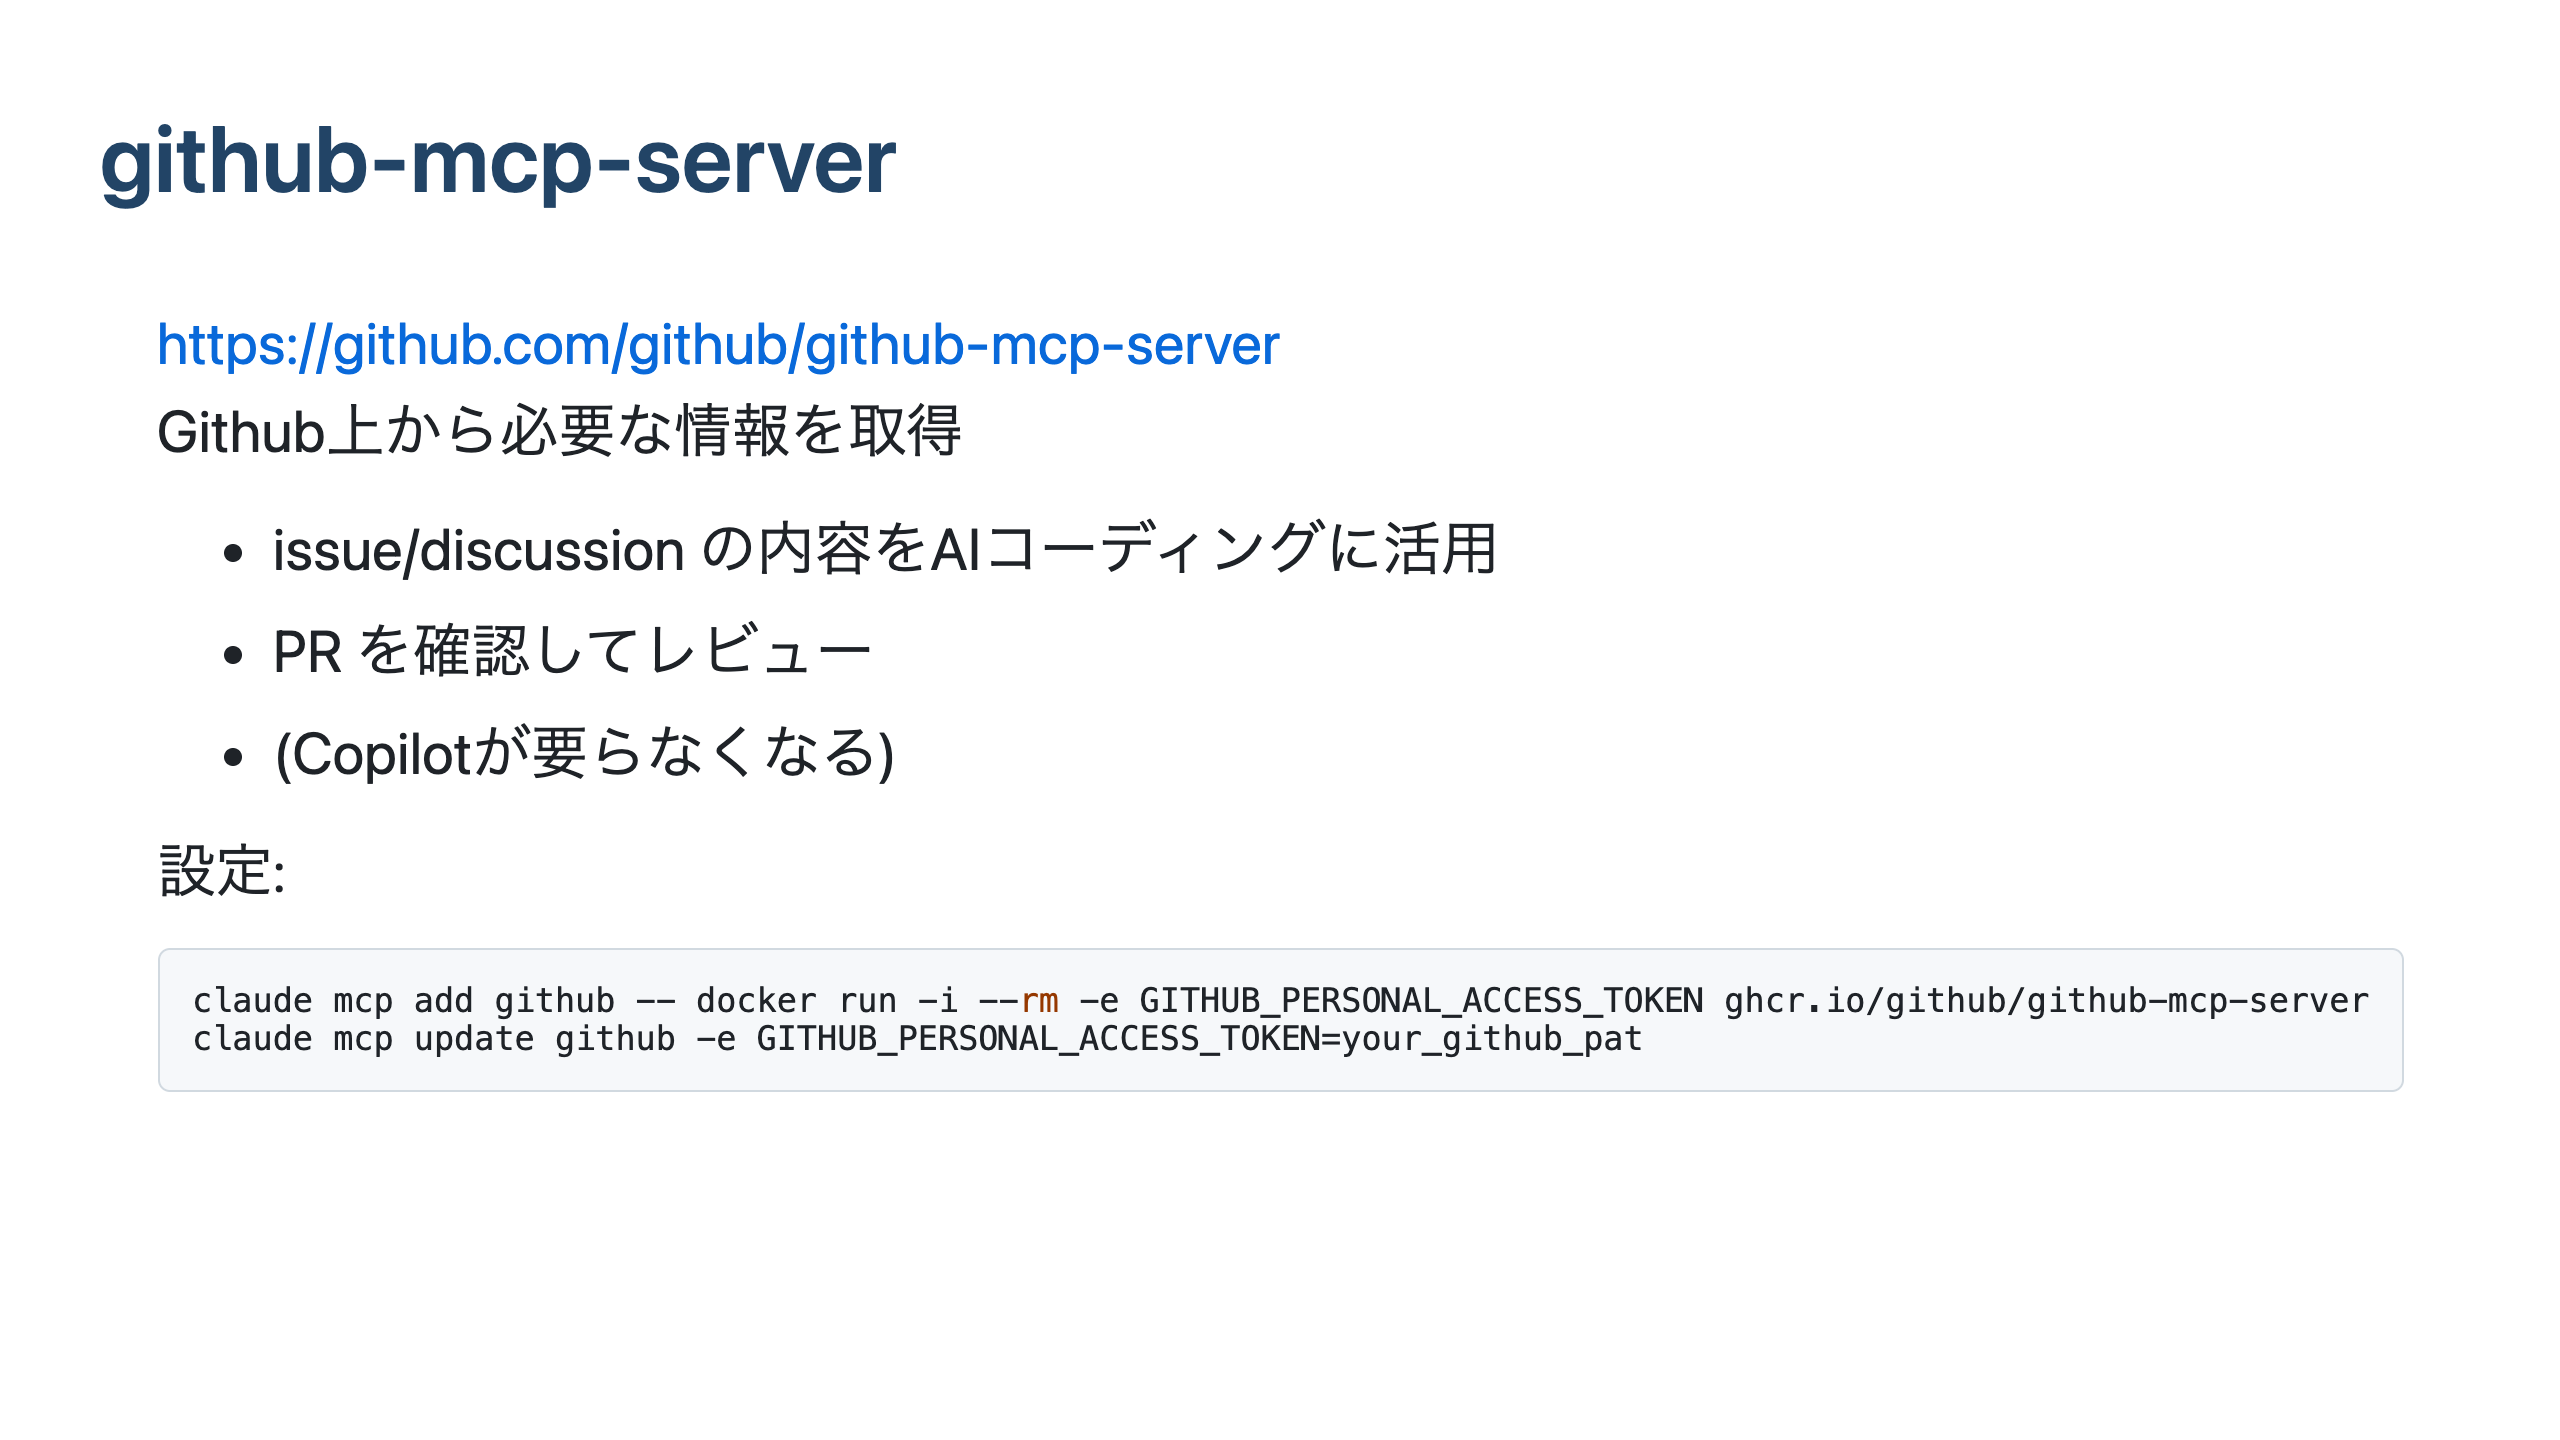 github-mcp-server
https://github.com/github/github-mcp-server
Github上から必要な情報を取得
• issue/discussion の内容をAIコーディングに活用
• PR を確認してレビュー
• (Copilotが要らなくなる)
設定:
claude mcp add github -- docker run -i --rm -e GITHUB_PERSONAL_ACCESS_TOKEN ghcr.io/github/github-mcp-server
claude mcp update github -e GITHUB_PERSONAL_ACCESS_TOKEN=your_github_pat